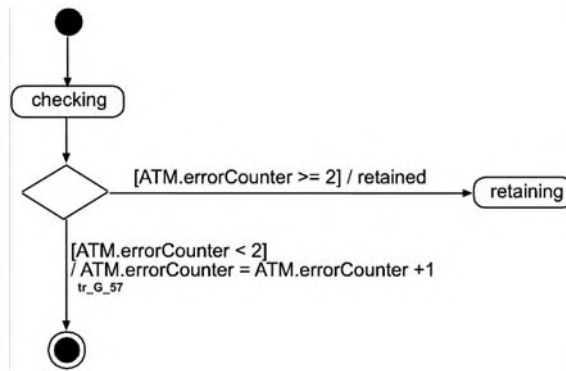 checking
[ATM.errorCounter >= 2] / retained
retaining
[ATM.errorCounter < 2]
/ ATM.errorCounter = ATM.errorCounter +1
tr_G_57